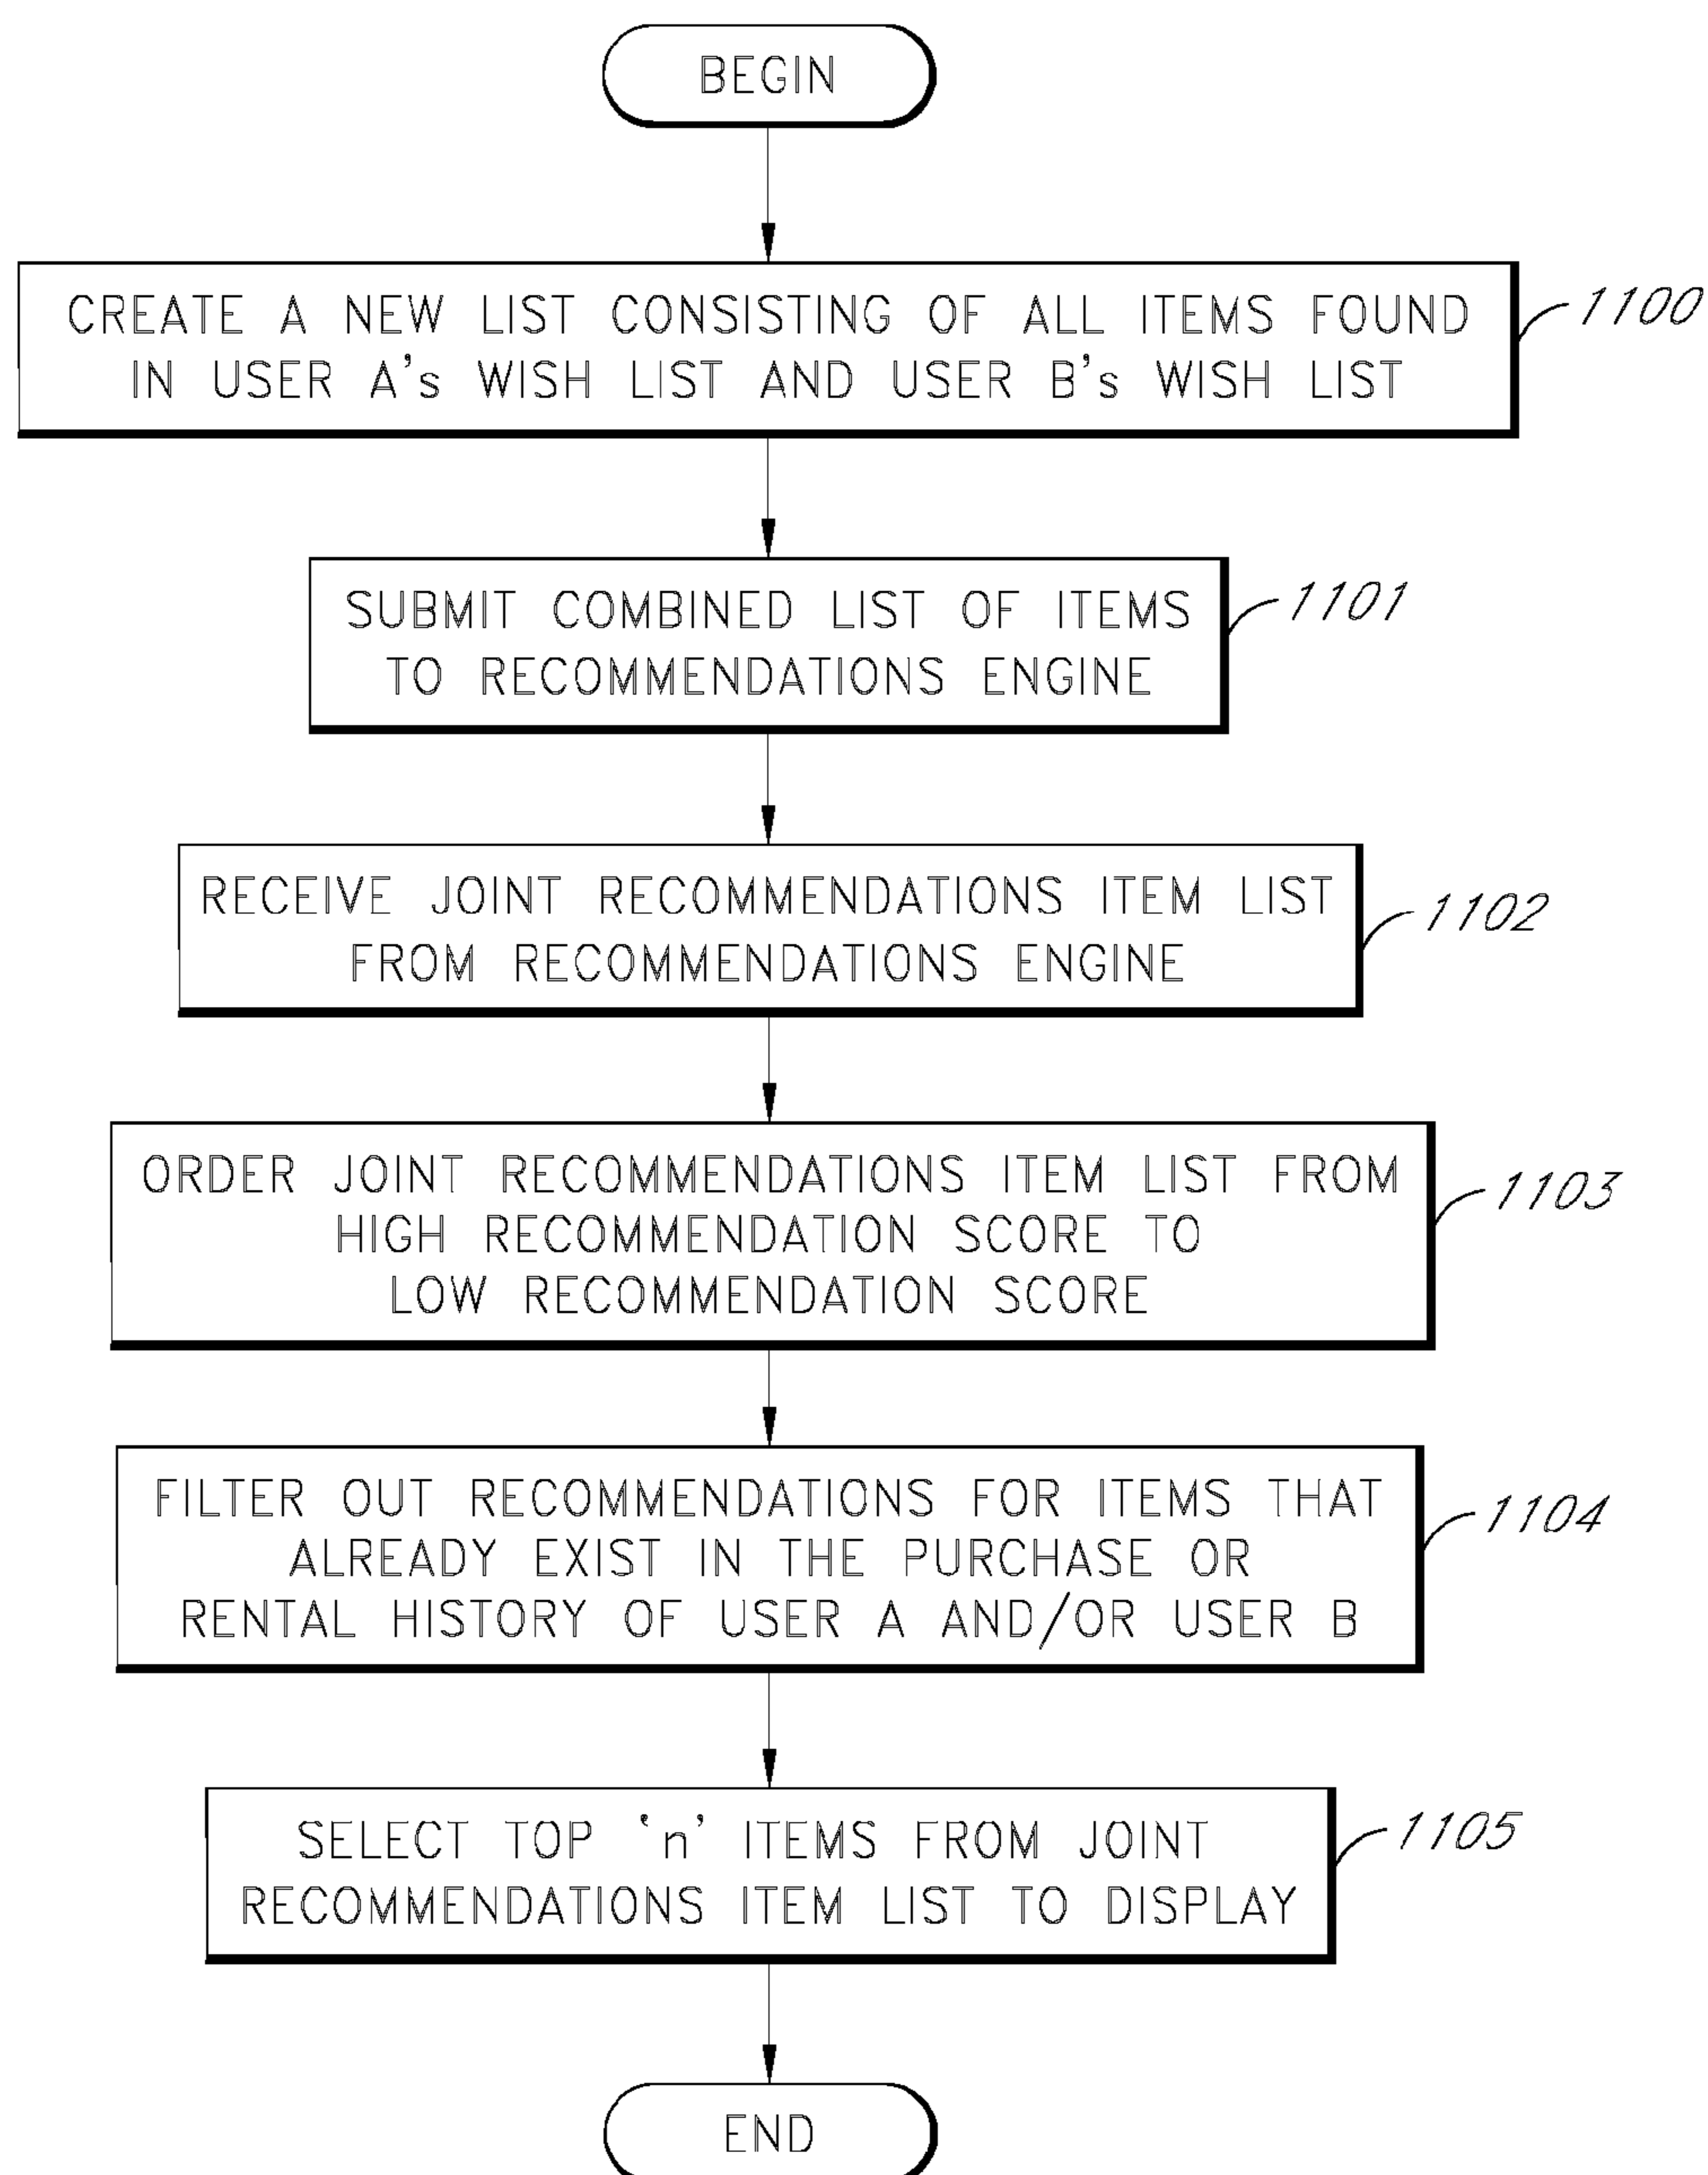 BEGIN
CREATE A NEW LIST CONSISTING OF ALL ITEMS FOUND
IN USER A's WISH LIST AND USER B's WISH LIST
1100
SUBMIT COMBINED LIST OF ITEMS
TO RECOMMENDATIONS ENGINE
1101
RECEIVE JOINT RECOMMENDATIONS ITEM LIST
FROM RECOMMENDATIONS ENGINE
1102
ORDER JOINT RECOMMENDATIONS ITEM LIST FROM
HIGH RECOMMENDATION SCORE TO
LOW RECOMMENDATION SCORE
1103
FILTER OUT RECOMMENDATIONS FOR ITEMS THAT
ALREADY EXIST IN THE PURCHASE OR
RENTAL HISTORY OF USER A AND/OR USER B
1104
SELECT TOP 'n' ITEMS FROM JOINT
RECOMMENDATIONS ITEM LIST TO DISPLAY
1105
END